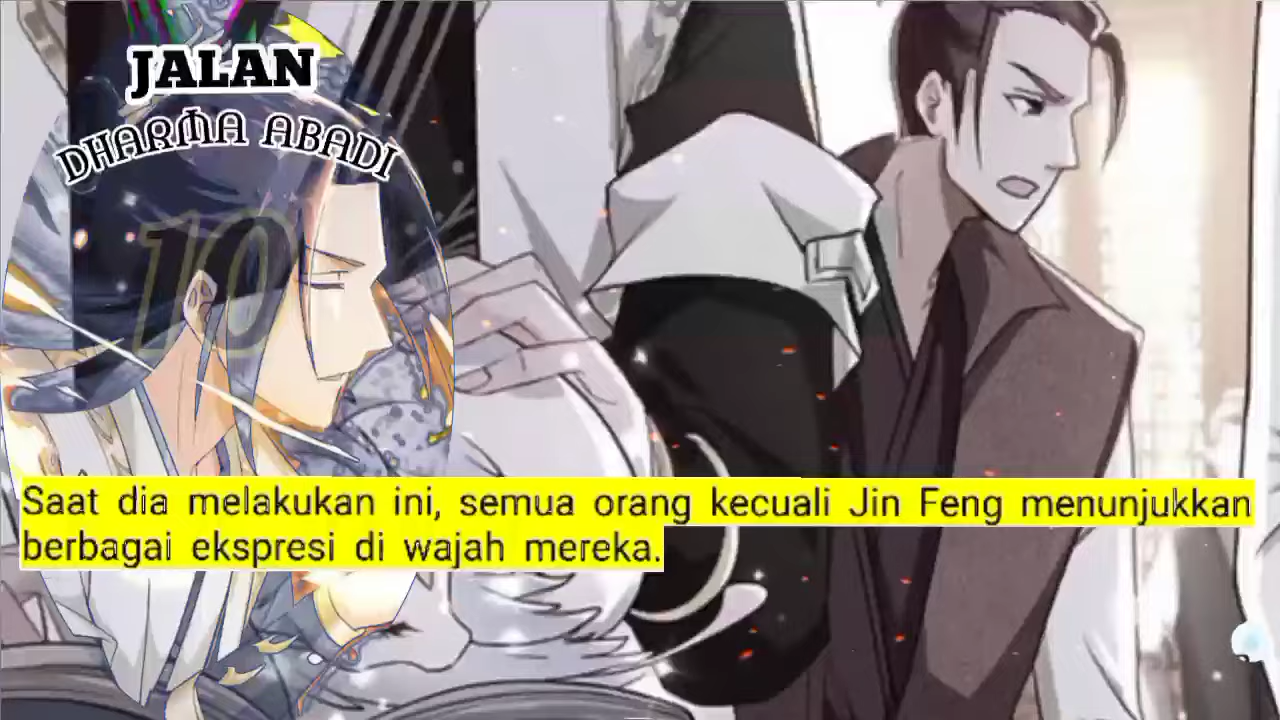 JALAN
DHARMA ABADI
10
Saat dia melakukan ini, semua orang kecuali Jin Feng menunjukkan
berbagai ekspresi di wajah mereka.